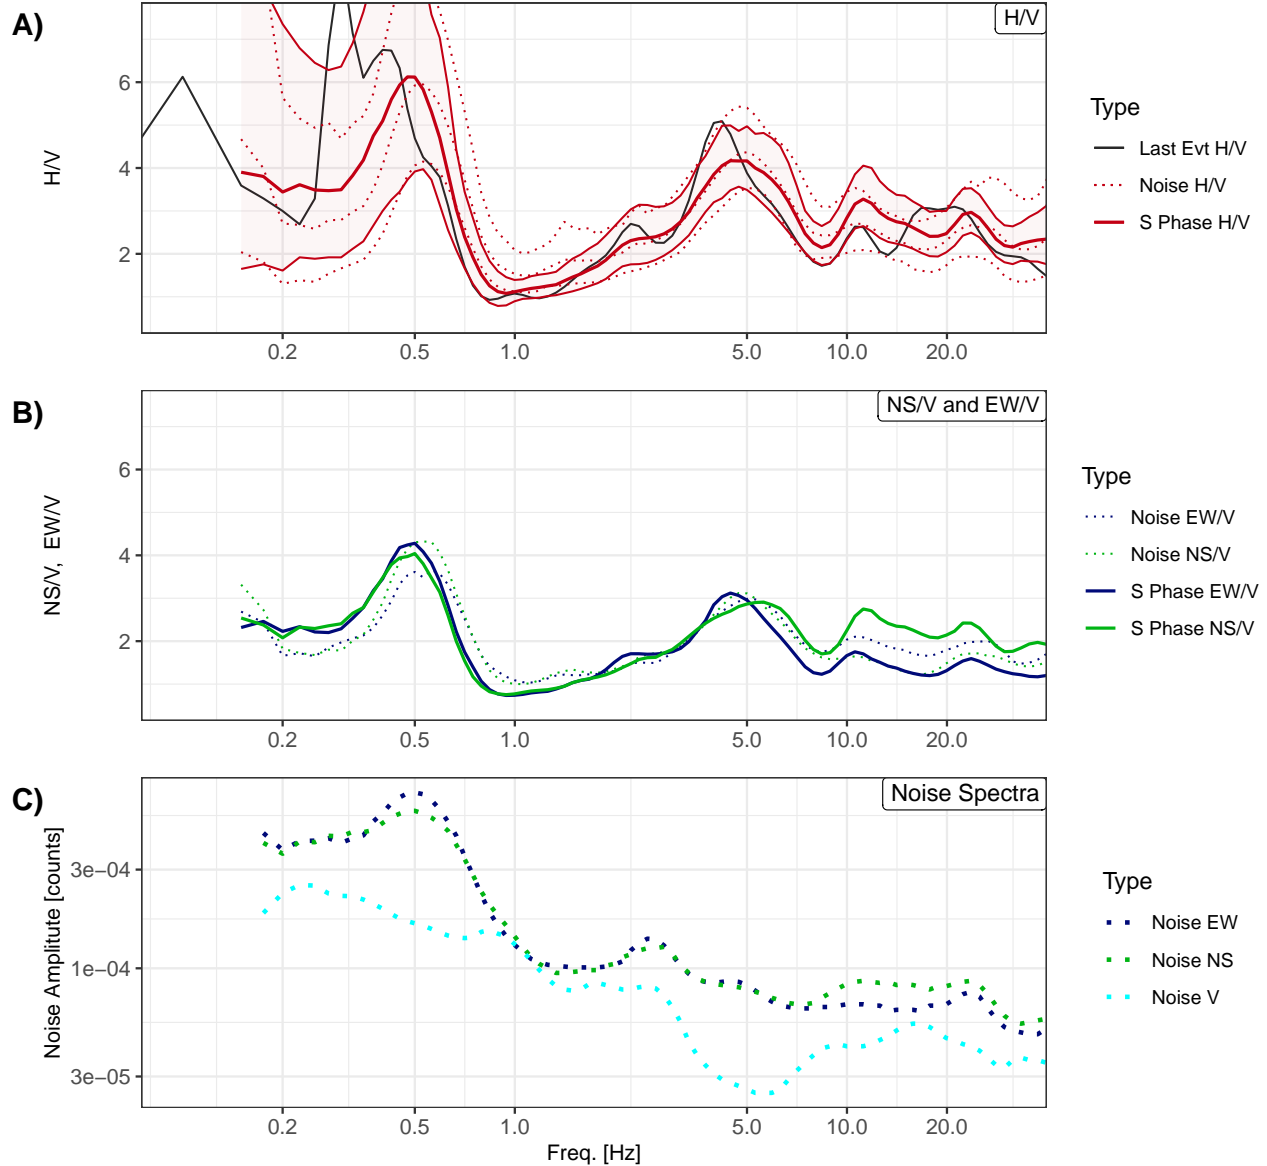 A)
H/V
H/V
6
4
2
0.2 0.5 1.0 5.0 10.0 20.0
Type
Last Evt H/V
Noise H/V
S Phase H/V
B)
NS/V and EW/V
NS/V, EW/V
6
4
2
0.2 0.5 1.0 5.0 10.0 20.0
Type
Noise EW/V
Noise NS/V
S Phase EW/V
S Phase NS/V
C)
Noise Spectra
Noise Amplitute [counts]
3e−04
1e−04
3e−05
0.2 0.5 1.0 5.0 10.0 20.0
Freq. [Hz]
Type
Noise EW
Noise NS
Noise V